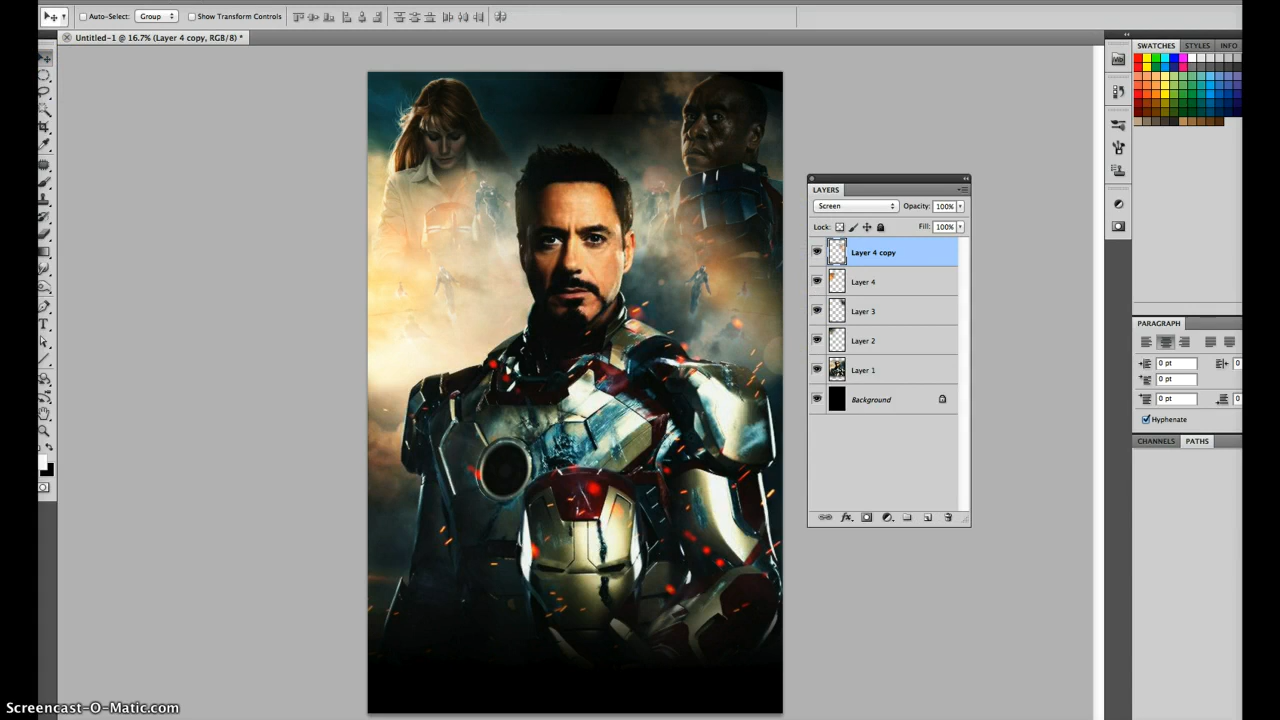 Auto-Select: Group Show Transform Controls
Untitled-1 @ 16.7% (Layer 4 copy, RGB/8) *
SWATCHES STYLES INFO
LAYERS
Screen Opacity: 100%
Lock: Fill: 100%
Layer 4 copy
Layer 4
Layer 3
Layer 2
Layer 1
Background
fx
PARAGRAPH
0 pt 0
0 pt
0 pt 0
Hyphenate
CHANNELS PATHS
Screencast-O-Matic.com